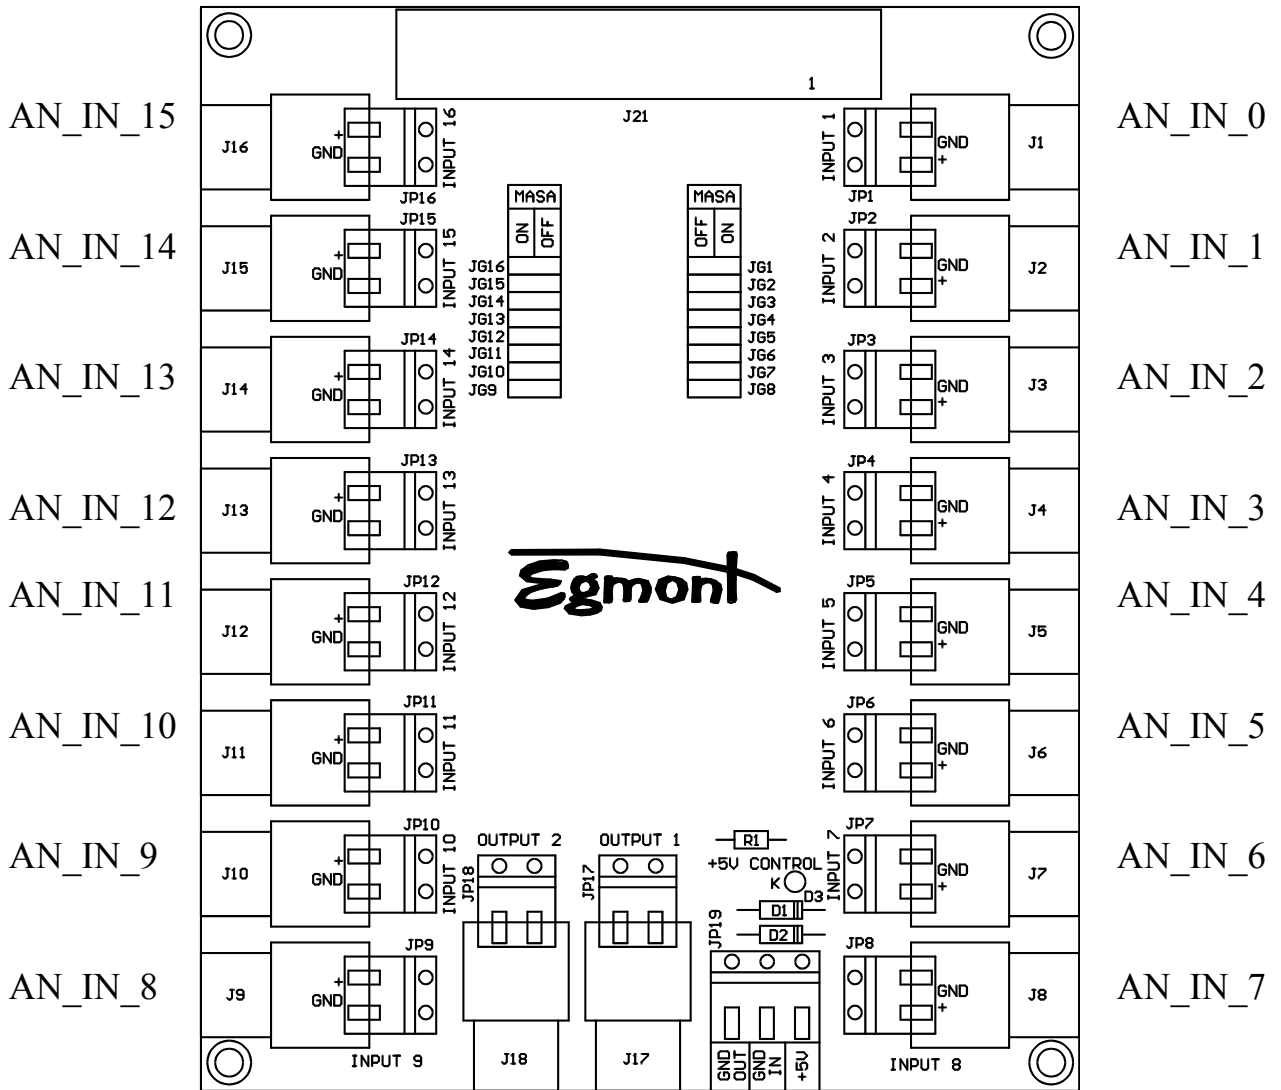 1
J21
AN_IN_15
J16
+
GND
INPUT 16
JP16
AN_IN_0
INPUT 1
GND
+
J1
JP1
MASA
ON
OFF
MASA
OFF
ON
AN_IN_14
J15
+
GND
JP15
INPUT 15
JP2
INPUT 2
GND
+
J2
AN_IN_1
JG16
JG15
JG14
JG13
JG12
JG11
JG10
JG9
JG1
JG2
JG3
JG4
JG5
JG6
JG7
JG8
AN_IN_13
J14
+
GND
JP14
INPUT 14
JP3
INPUT 3
GND
+
J3
AN_IN_2
AN_IN_12
J13
+
GND
JP13
INPUT 13
JP4
INPUT 4
GND
+
J4
AN_IN_3
Egmont
AN_IN_11
J12
+
GND
JP12
INPUT 12
JP5
INPUT 5
GND
+
J5
AN_IN_4
AN_IN_10
J11
+
GND
JP11
INPUT 11
JP6
INPUT 6
GND
+
J6
AN_IN_5
AN_IN_9
J10
+
GND
JP10
INPUT 10
OUTPUT 2
JP18
OUTPUT 1
JP17
R1
+5V CONTROL
K
D3
D1
D2
JP19
JP7
INPUT 7
GND
+
J7
AN_IN_6
AN_IN_8
J9
+
GND
JP9
INPUT 9
J18
J17
GND OUT
GND IN
+5V
JP8
GND
+
J8
INPUT 8
AN_IN_7